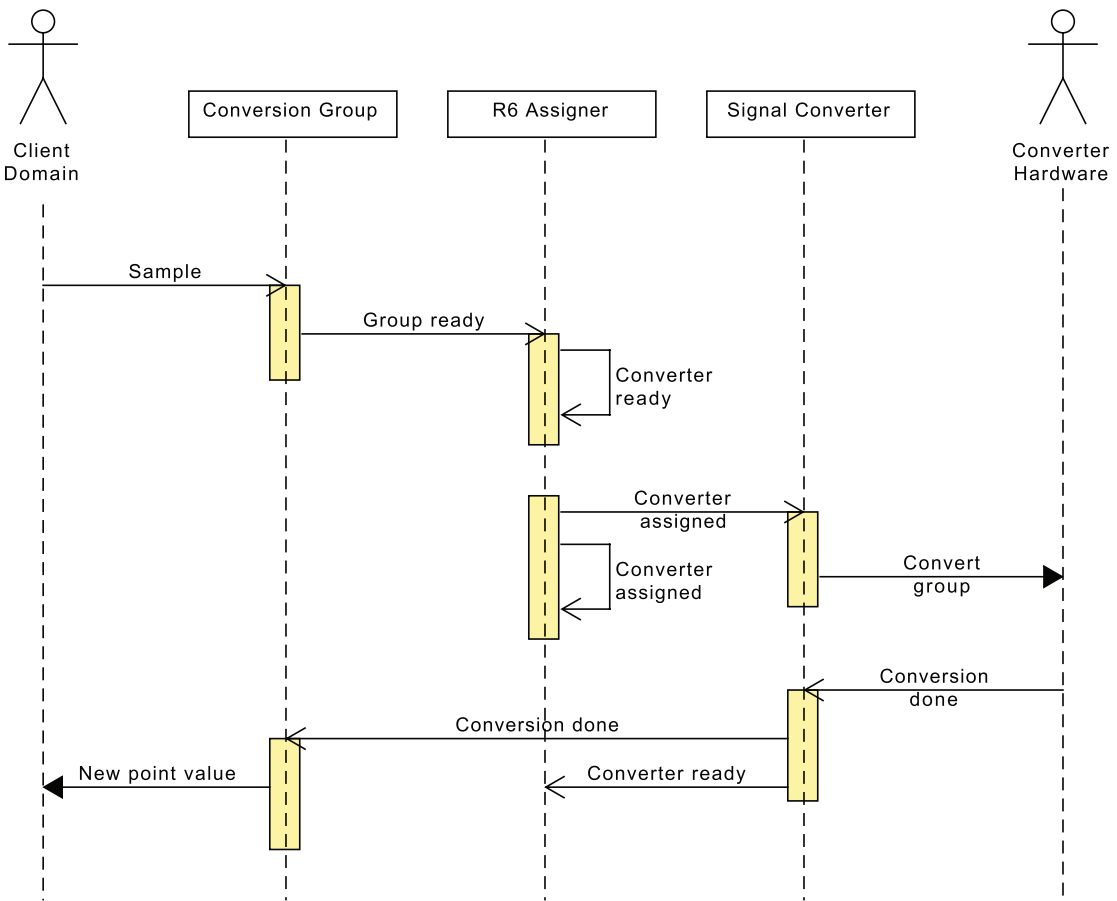 Conversion Group
R6 Assigner
Signal Converter
Client
Domain
Converter
Hardware
Sample
Group ready
Converter
ready
Converter
assigned
Convert
group
Converter
assigned
Conversion
done
Conversion done
New point value
Converter ready